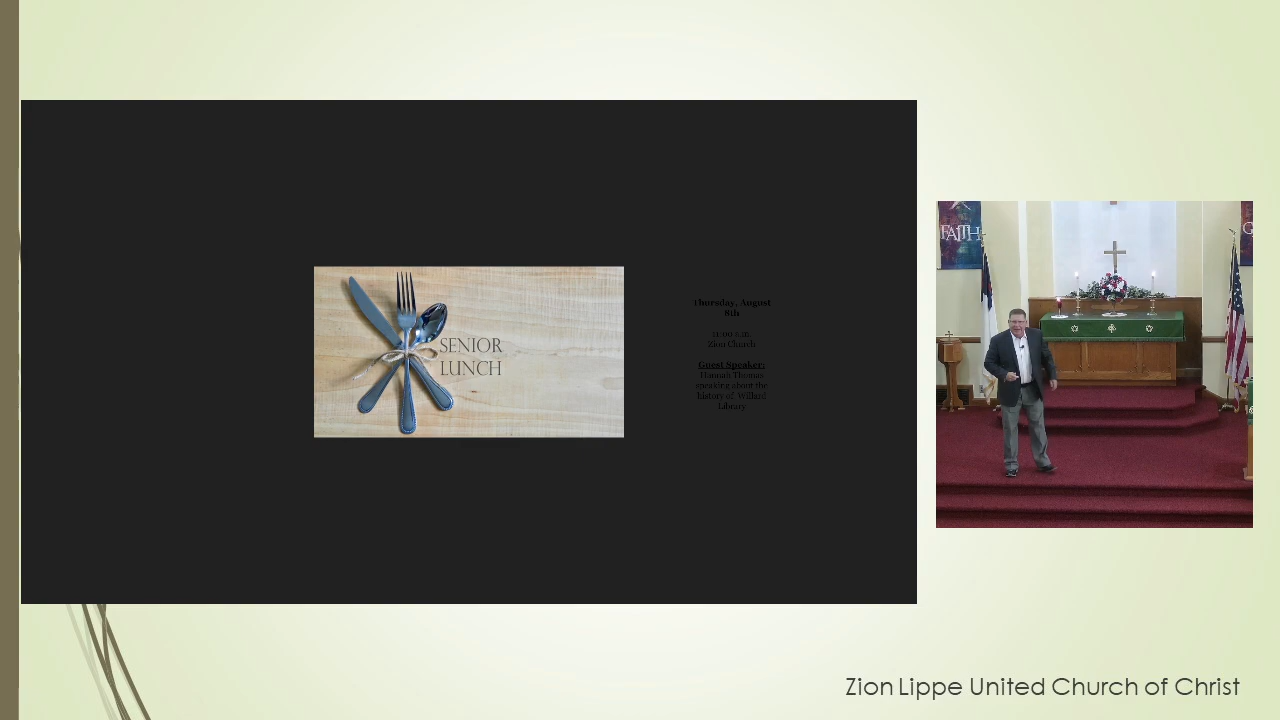 SENIOR
LUNCH
Thursday, August
8th
11:00 a.m.
Zion Church
Guest Speaker:
Hannah Thomas
speaking about the
history of Willard
Library
FAITH
G
Zion Lippe United Church of Christ